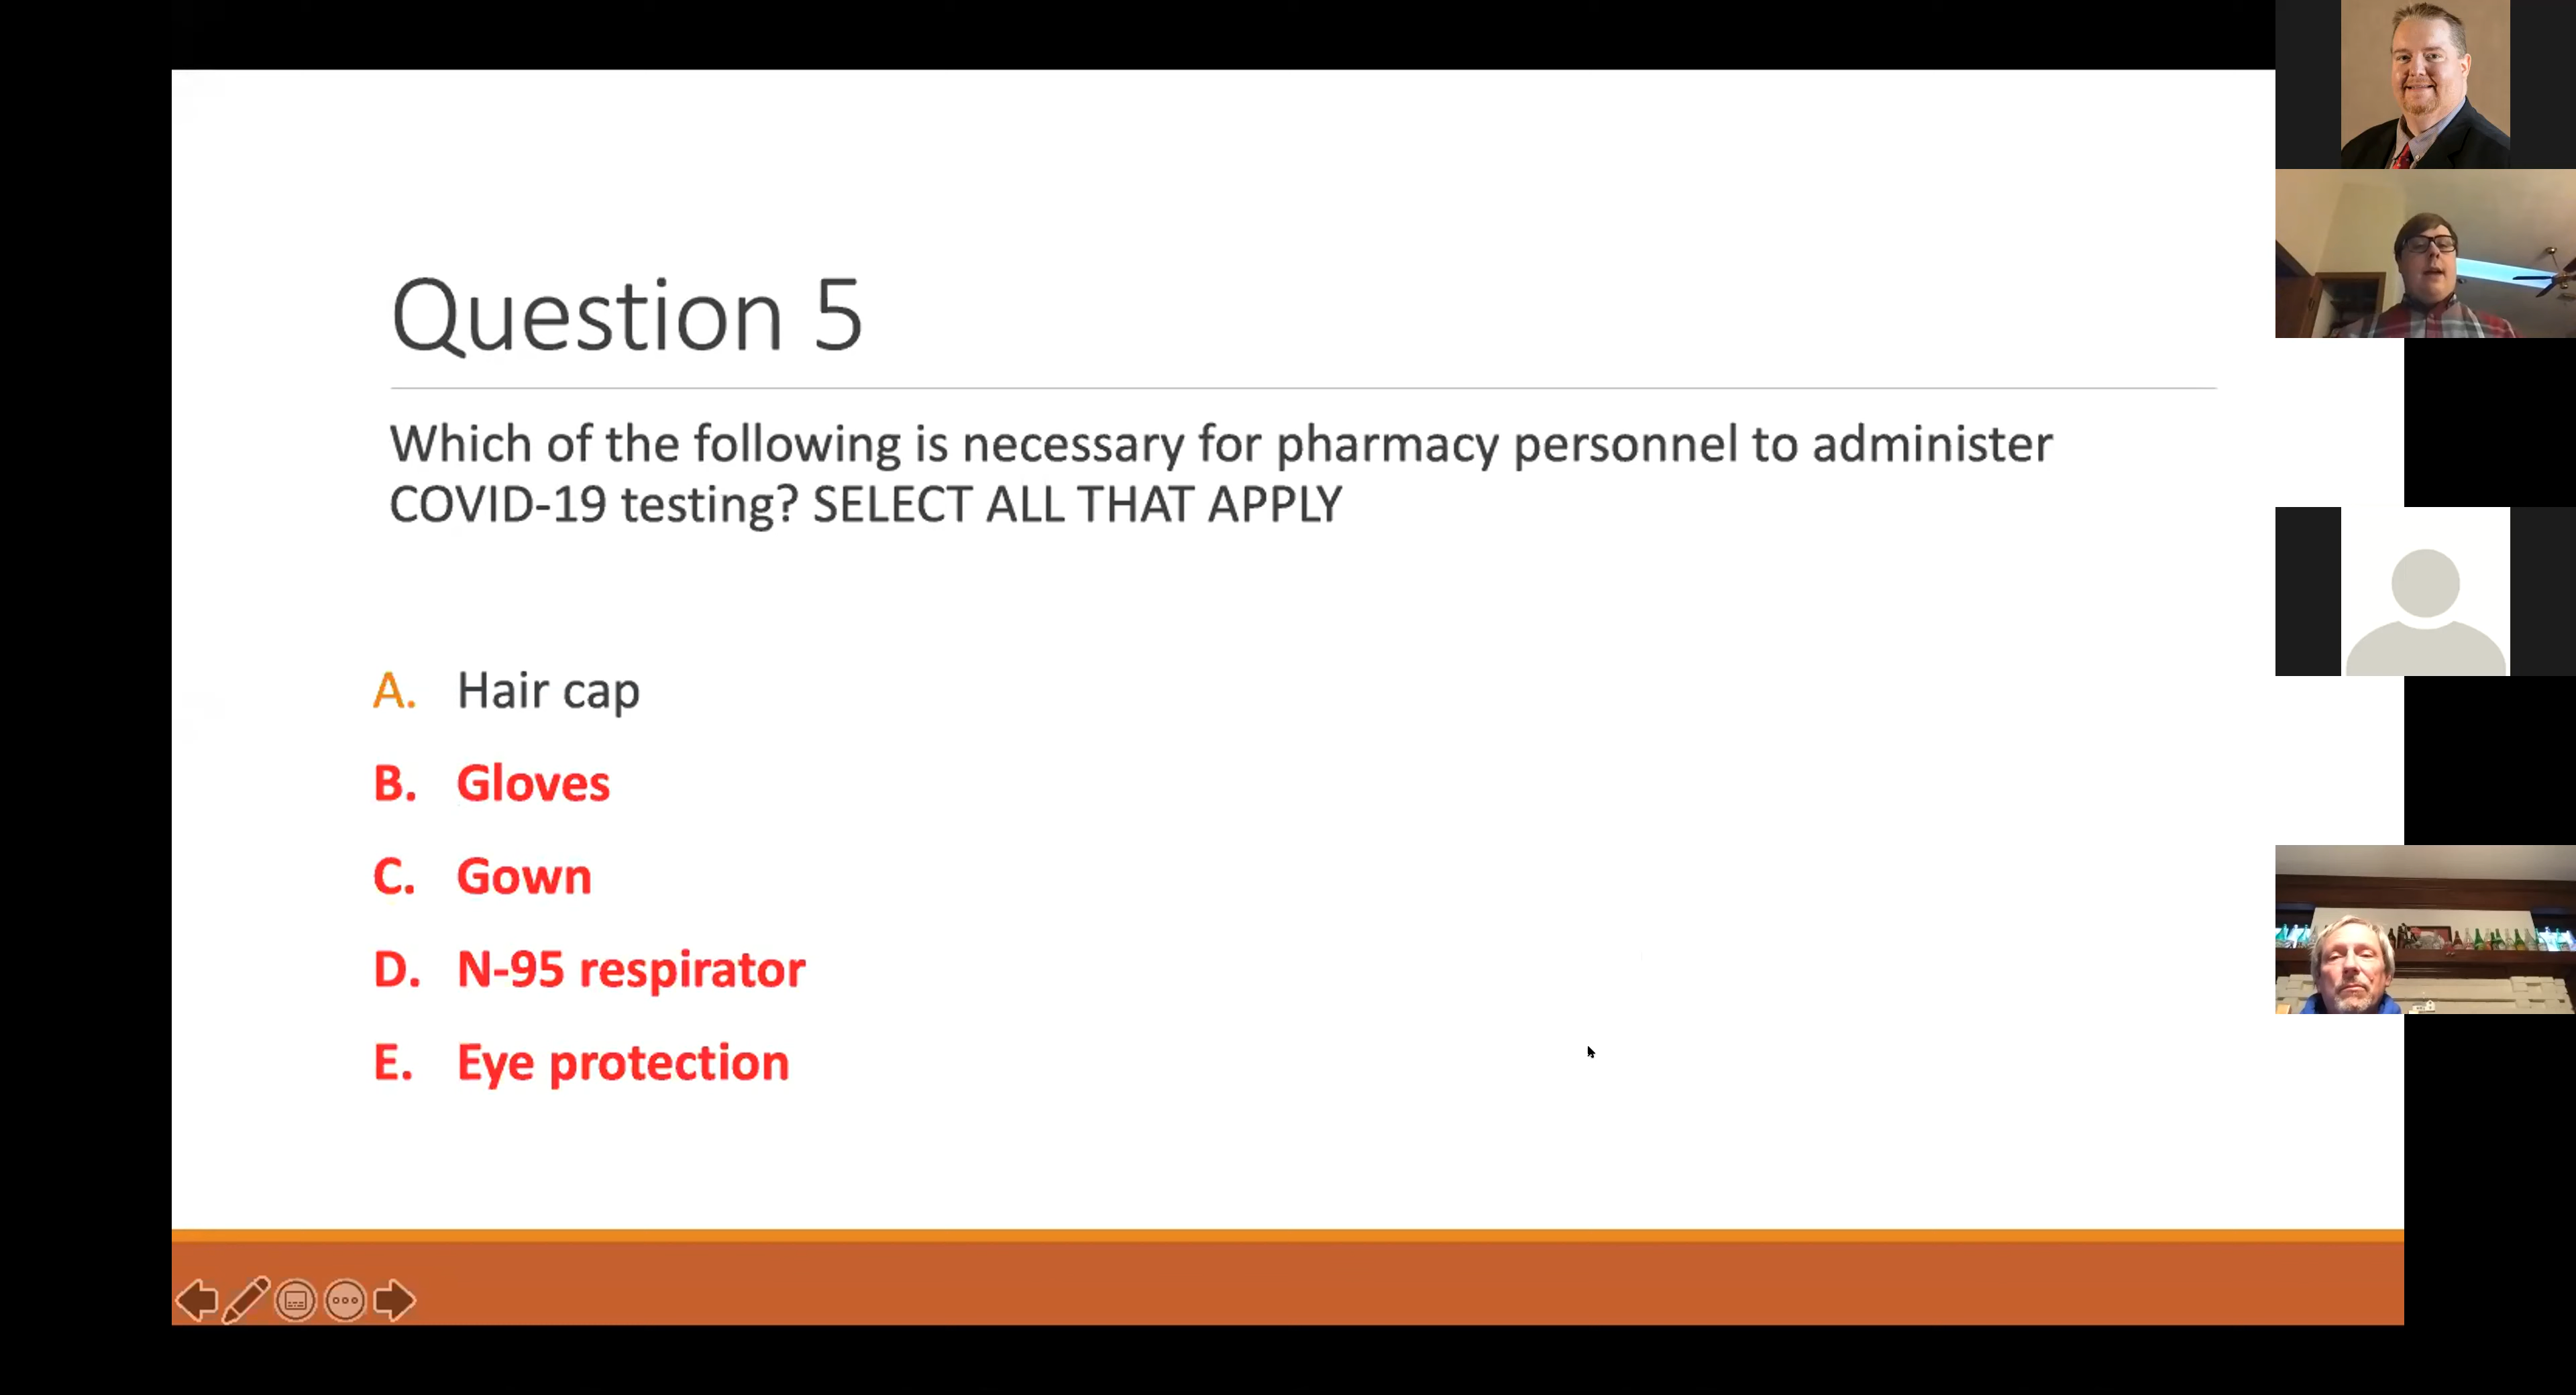 Question 5
Which of the following is necessary for pharmacy personnel to administer
COVID-19 testing? SELECT ALL THAT APPLY
A. Hair cap
B. Gloves
C. Gown
D. N-95 respirator
E. Eye protection